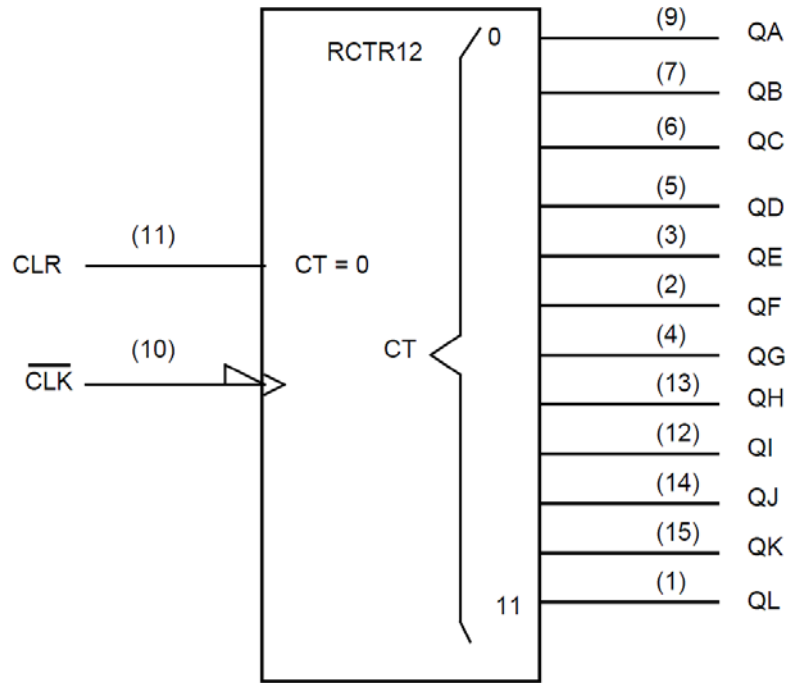 RCTR12
0
(9) QA
(7) QB
(6) QC
(5) QD
(11)
CLR
CT = 0
(3) QE
(2) QF
(10)
CLK
CT
(4) QG
(13) QH
(12) QI
(14) QJ
(15) QK
11
(1) QL